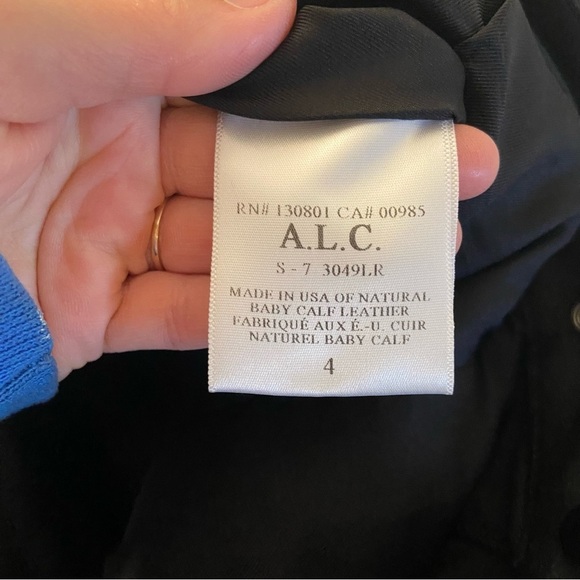 RN# 130801 CA# 00985
A.L.C.
S - 7 3049LR
MADE IN USA OF NATURAL
BABY CALF LEATHER
FABRIQUÉ AUX É.-U. CUIR
NATUREL BABY CALF
4